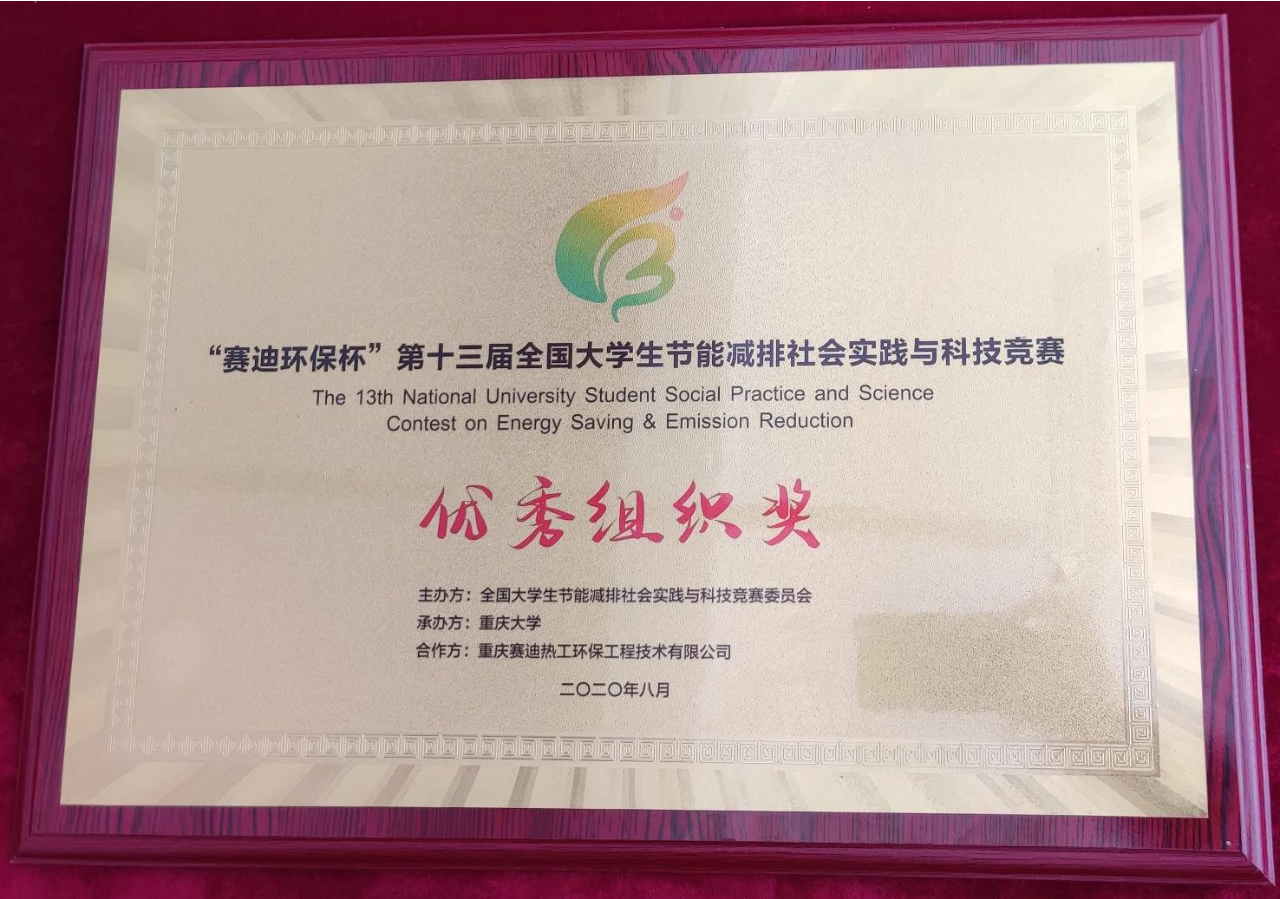 “赛迪环保杯”第十三届全国大学生节能减排社会实践与科技竞赛
The 13th National University Student Social Practice and Science
Contest on Energy Saving & Emission Reduction
优秀组织奖
主办方：全国大学生节能减排社会实践与科技竞赛委员会
承办方：重庆大学
合作方：重庆赛迪热工环保工程技术有限公司
二〇二〇年八月